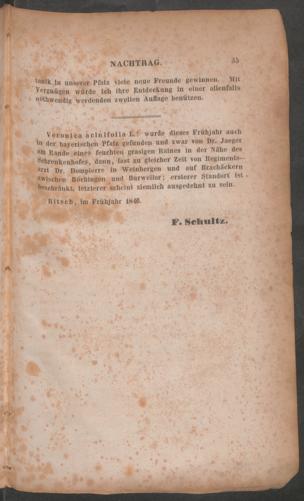 NACHTRAG. 35
tanik in unserer Pfalz viele neue Freunde gewinnen. Mit
Vergnügen würde ich ihre Entdeckung in einer allenfalls
nothwendig werdenden zweiten Auflage benützen.
Veronica acinifolia L. wurde dieses Frühjahr auch
in der bayerischen Pfalz gefunden und zwar von Dr. Jaeger
am Rande eines feuchten grasigen Raines in der Nähe des
Schrenkenhofes, dann, fast zu gleicher Zeit von Regiments-
arzt Dr. Dompierre in Weinbergen und auf Brachäckern
zwischen Böchingen und Burweiler; ersterer Standort ist
beschränkt, letzterer scheint ziemlich ausgedehnt zu sein.
Bitsch, im Frühjahr 1846.
F. Schultz.